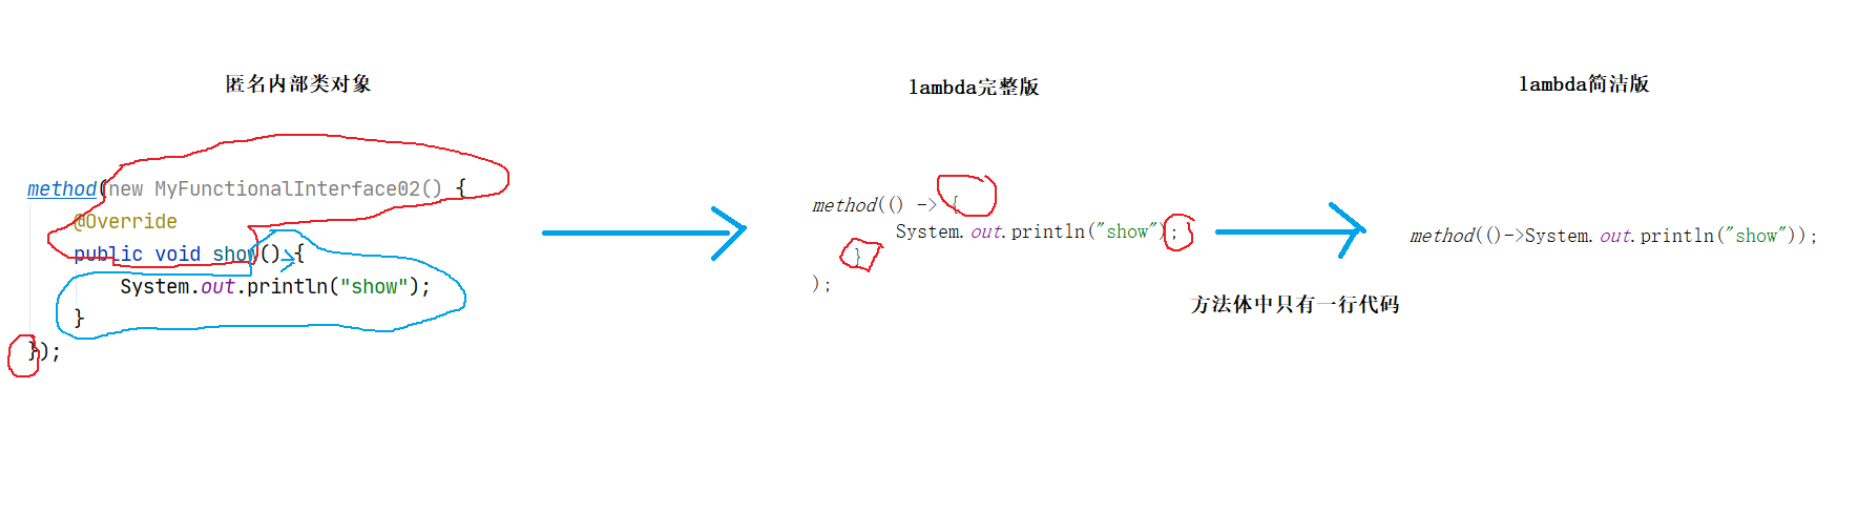 匿名内部类对象
method(new MyFunctionalInterface02() {
@Override
public void show() {
System.out.println("show");
}
});
lambda完整版
method(() -> {
System.out.println("show");
}
);
方法体中只有一行代码
lambda简洁版
method(()->System.out.println("show"));